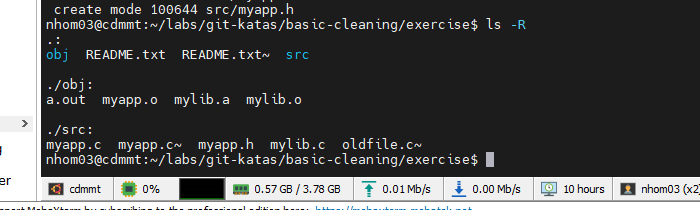 create mode 100644 src/myapp.h
nhom03@cdmmt:~/labs/git-katas/basic-cleaning/exercise$ ls -R
.:
obj  README.txt  README.txt~  src
./obj:
a.out  myapp.o  mylib.a  mylib.o
./src:
myapp.c  myapp.c~  myapp.h  mylib.c  oldfile.c~
nhom03@cdmmt:~/labs/git-katas/basic-cleaning/exercise$
cdmmt  0%  0.57 GB / 3.78 GB  0.01 Mb/s  0.00 Mb/s  10 hours  nhom03 (x2)